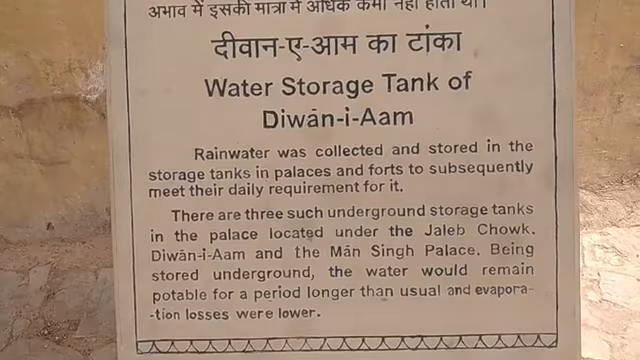 अभाव में इसकी मात्रा में अधिक कमी नहीं होती थी।
दीवान-ए-आम का टांका
Water Storage Tank of
Diwān-i-Aam
Rainwater was collected and stored in the
storage tanks in palaces and forts to subsequently
meet their daily requirement for it.
There are three such underground storage tanks
in the palace located under the Jaleb Chowk.
Diwān-i-Aam and the Mān Singh Palace. Being
stored underground, the water would remain
potable for a period longer than usual and evapora-
-tion losses were lower.